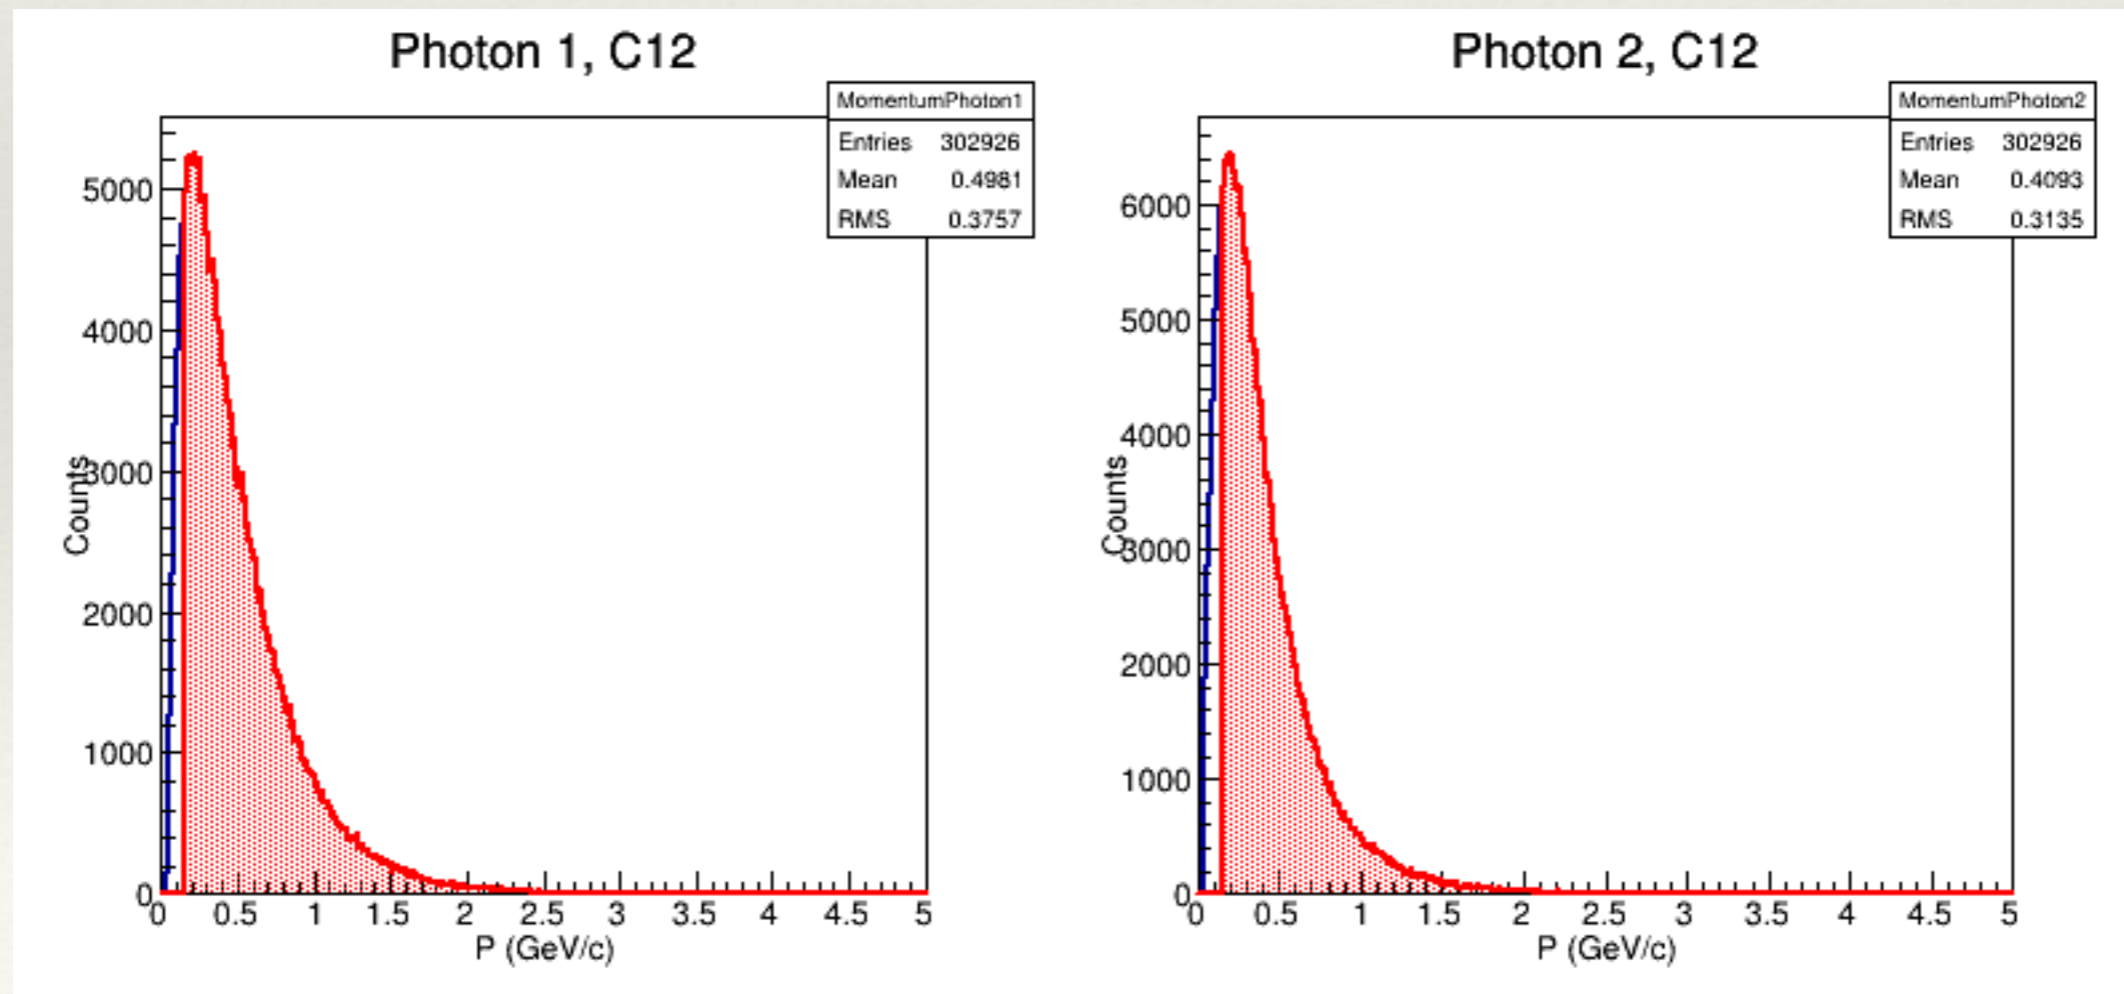 Photon 1, C12
MomentumPhoton1
Entries 302926
Mean 0.4981
RMS 0.3757
5000
4000
3000
2000
1000
0
Counts
0 0.5 1 1.5 2 2.5 3 3.5 4 4.5 5
P (GeV/c)
Photon 2, C12
MomentumPhoton2
Entries 302926
Mean 0.4093
RMS 0.3135
6000
5000
4000
3000
2000
1000
0
Counts
0 0.5 1 1.5 2 2.5 3 3.5 4 4.5 5
P (GeV/c)